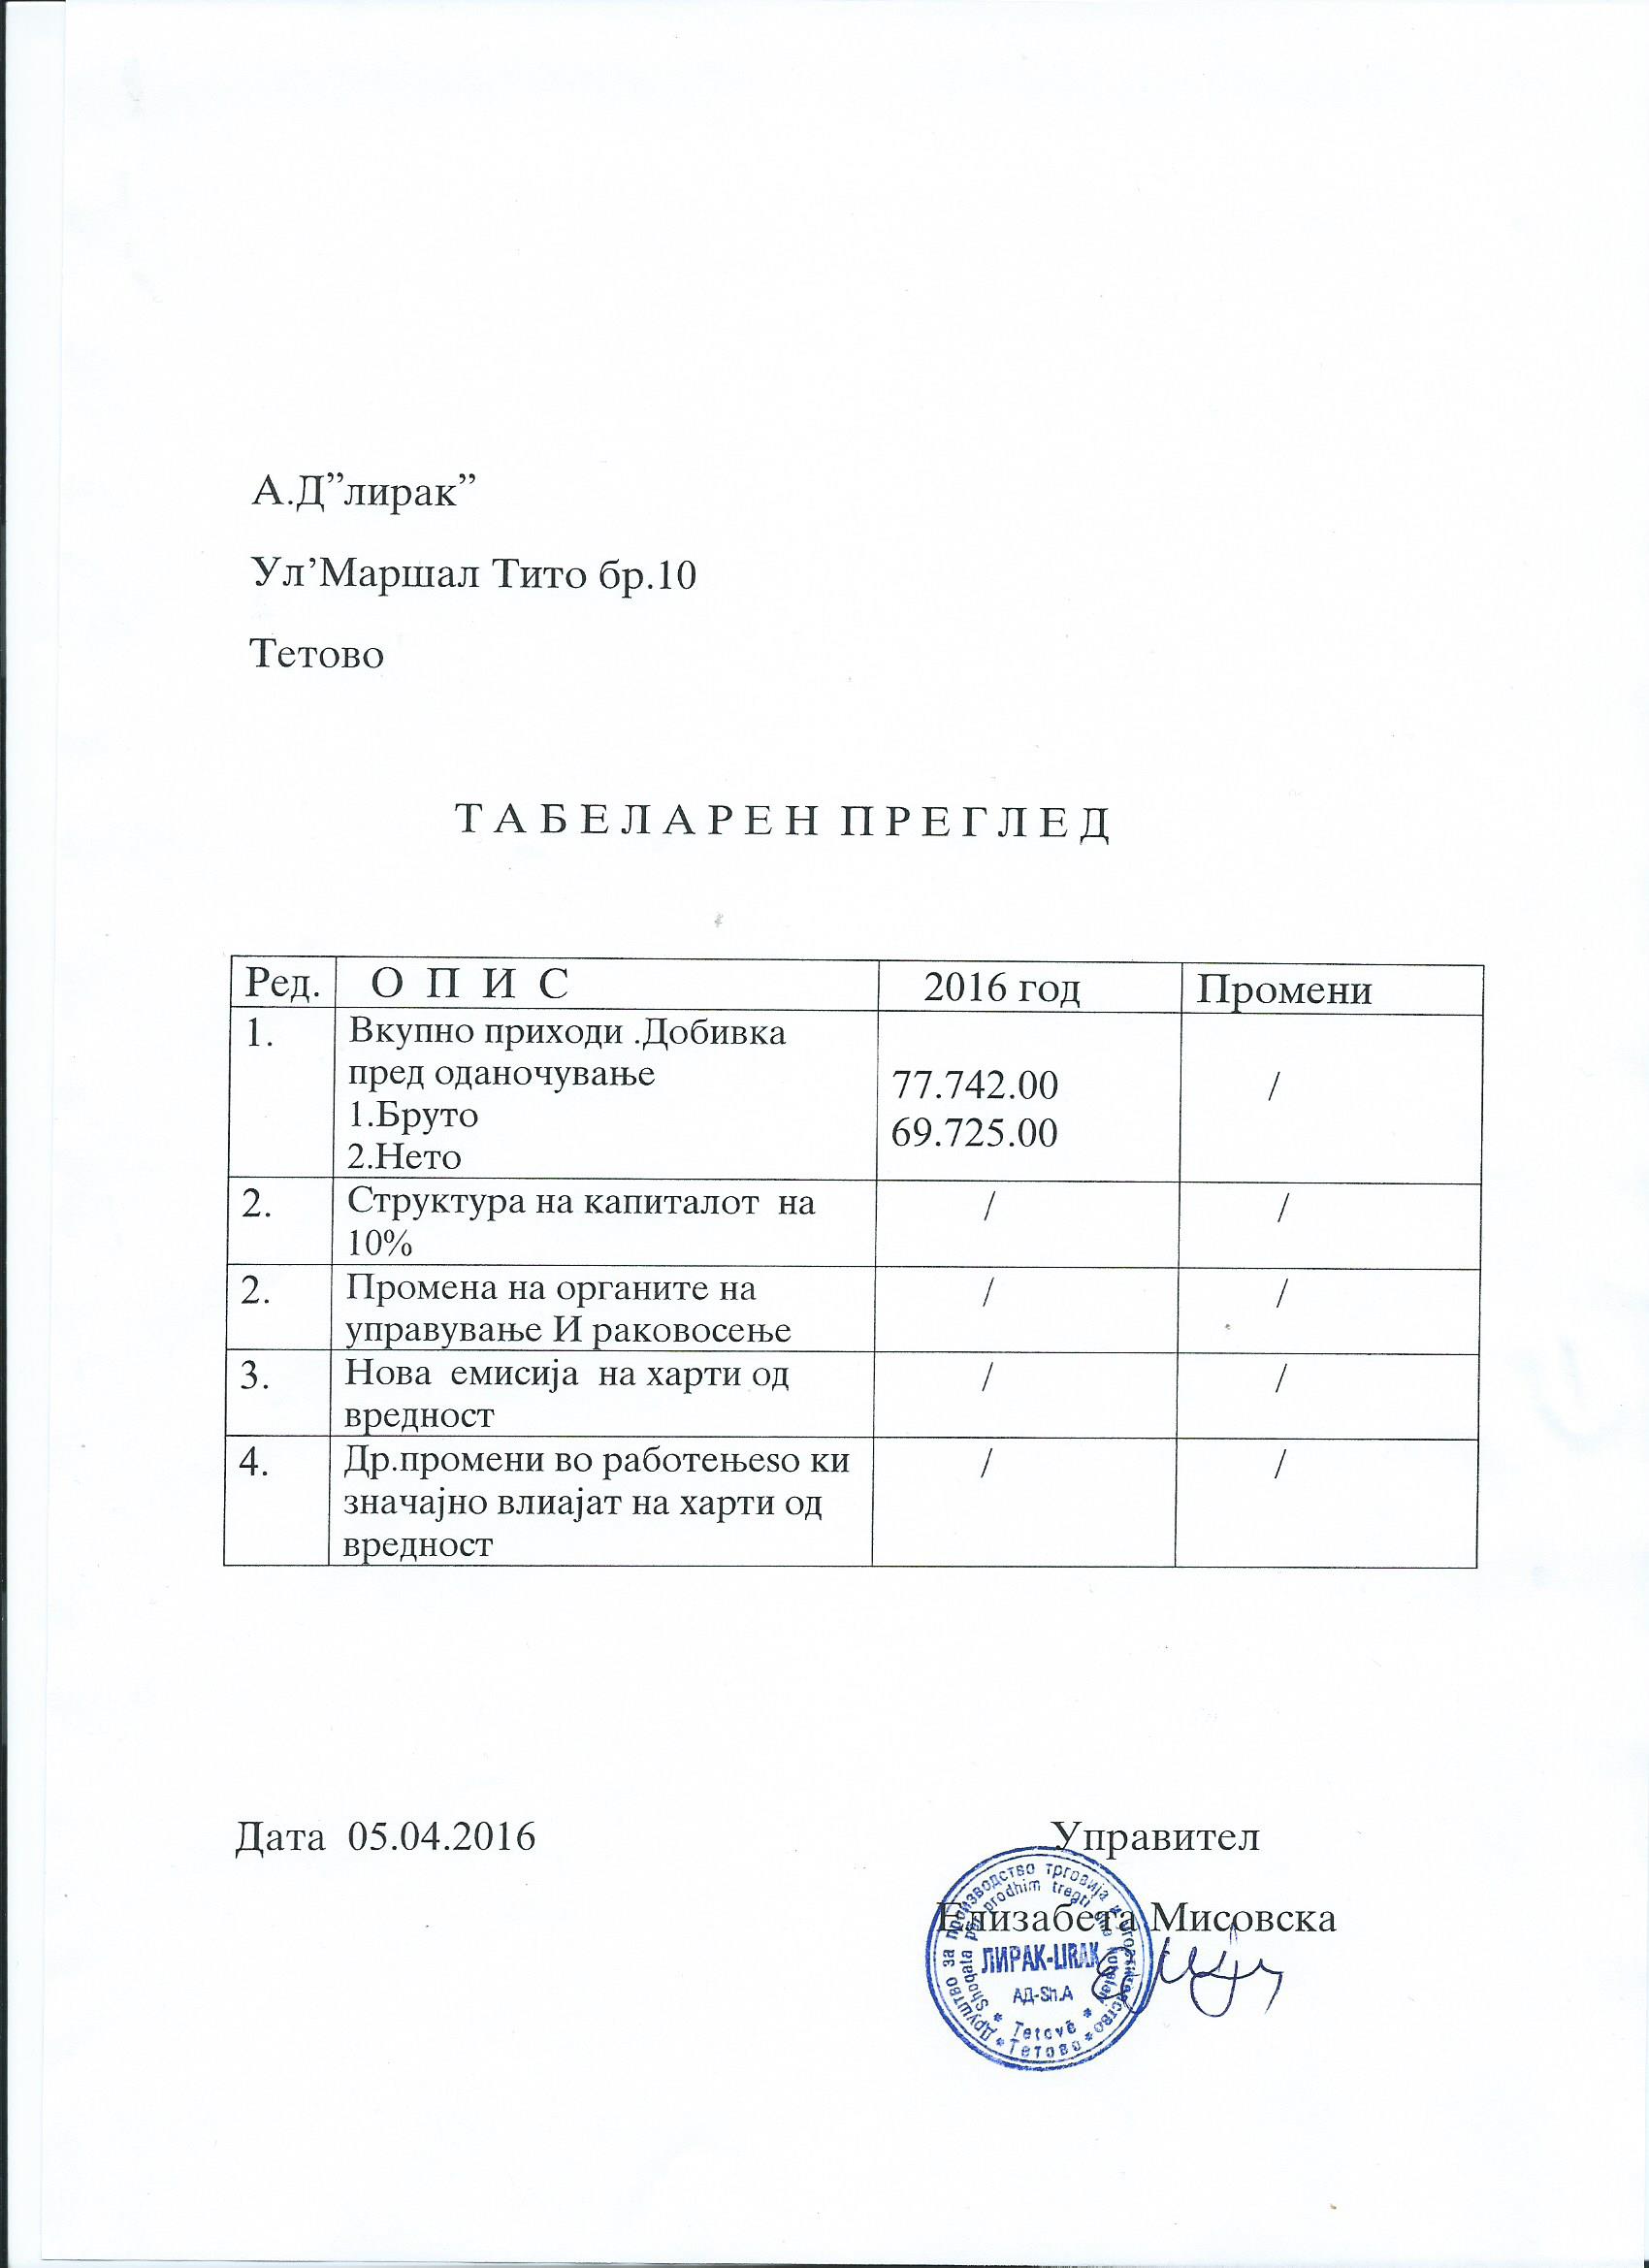 А.Д”лирак”
Ул’Маршал Тито бр.10
Тетово
Т А Б Е Л А Р Е Н П Р Е Г Л Е Д
Ред. О П И С 2016 год Промени
1. Вкупно приходи .Добивка
пред оданочување
1.Бруто 77.742.00 /
2.Нето 69.725.00
2. Структура на капиталот на / /
10%
2. Промена на органите на / /
управување И раковосење
3. Нова емисија на харти од / /
вредност
4. Др.промени во работењеѕо ки / /
значајно влиајат на харти од
вредност
Дата 05.04.2016 Управител
Елизабета Мисовска
Друштво за производство трговија и
Shoqata prodhim tregti dhe
ЛИРАК-LIRAK
АД-Sh.A
Tetovë
Тетово